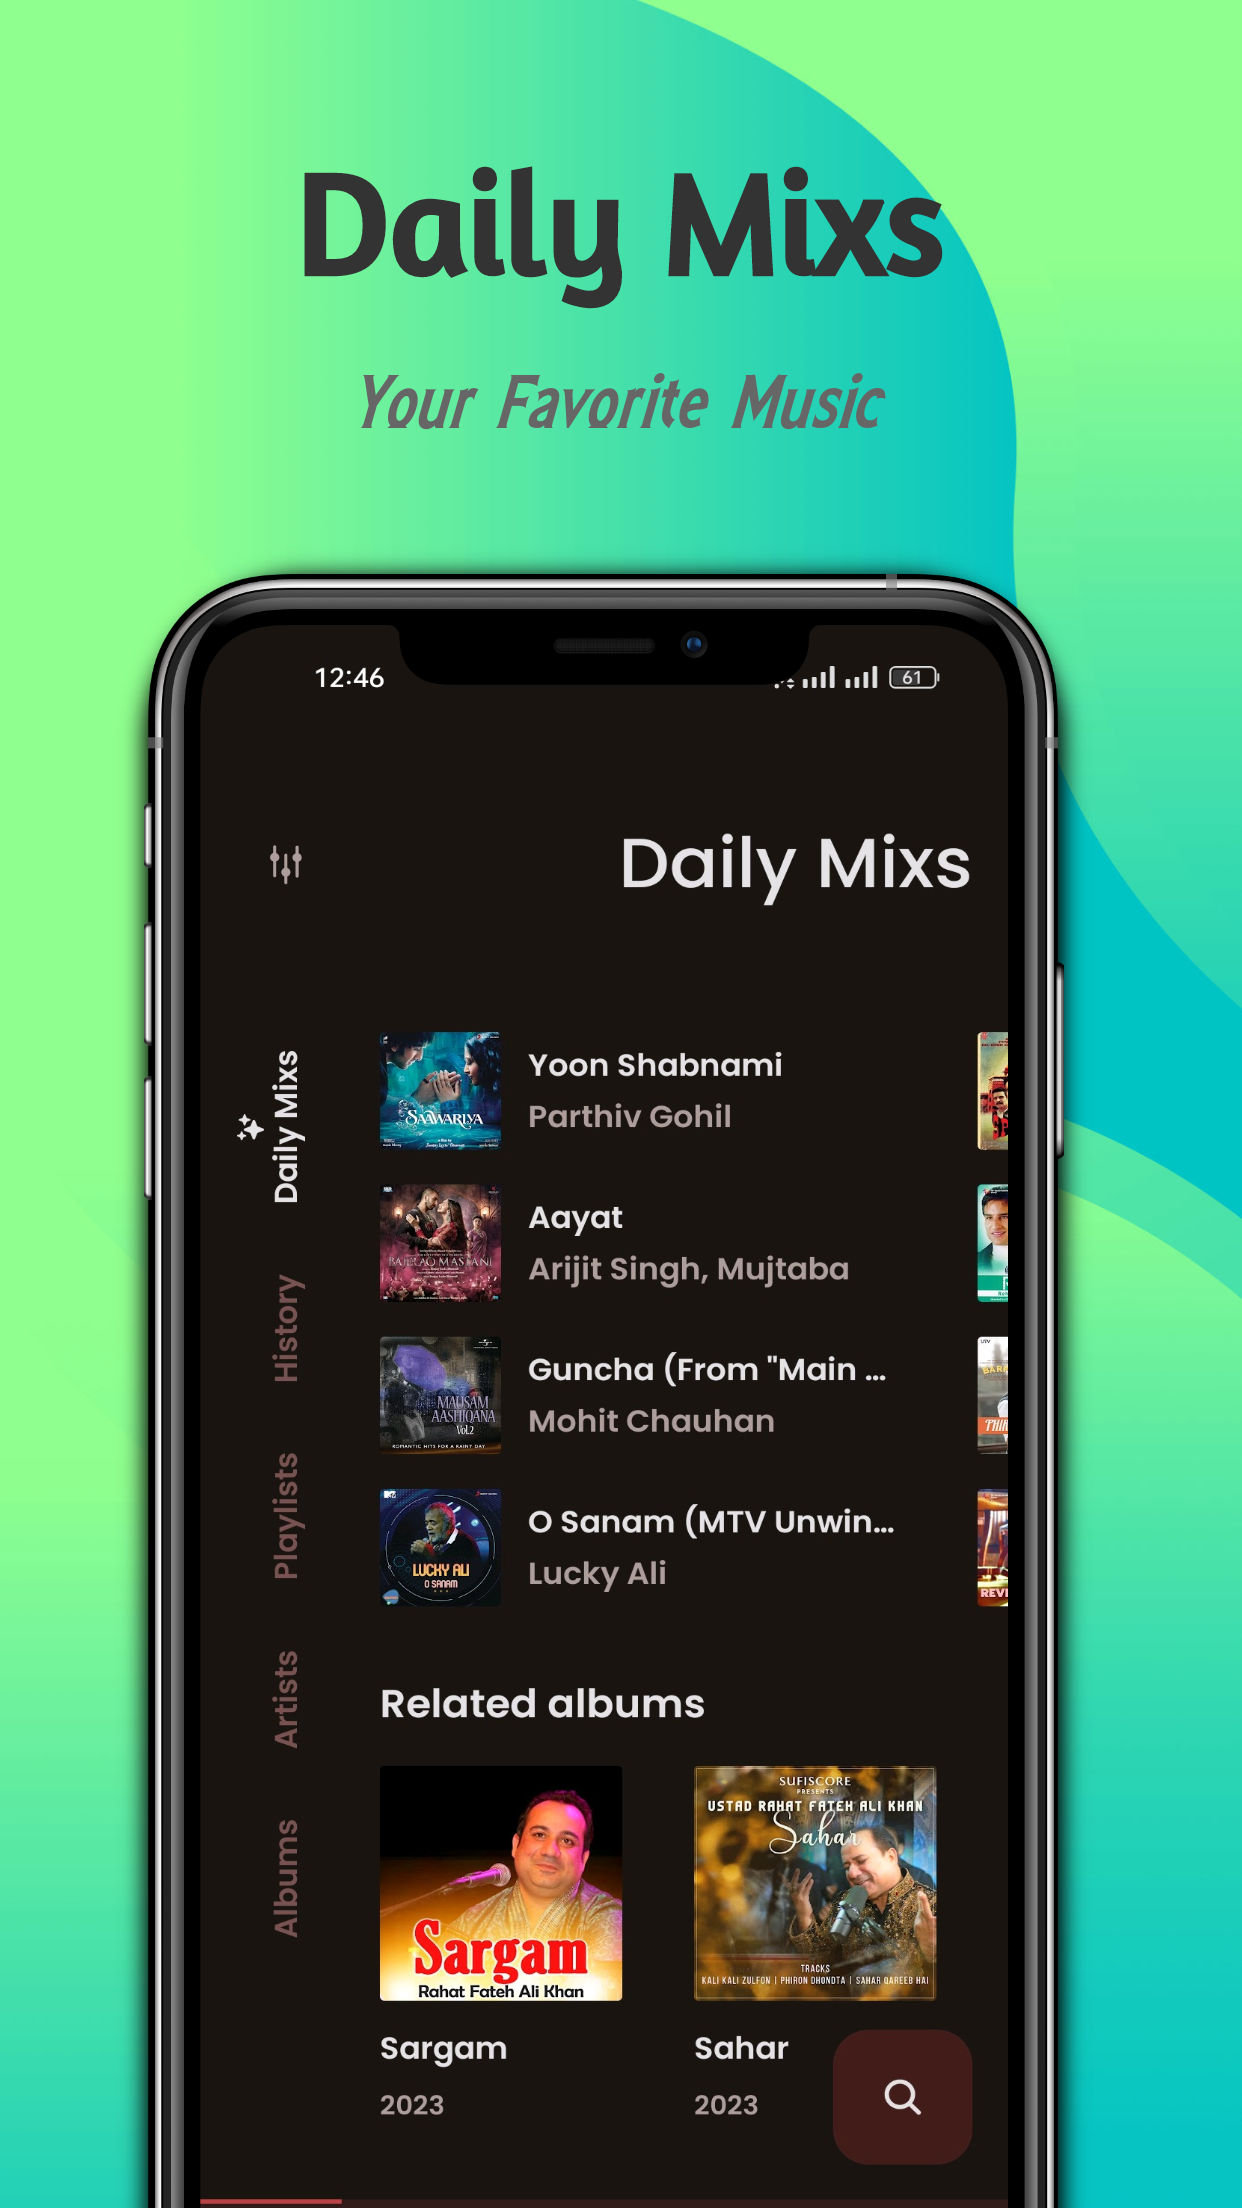 Daily Mixs
Your Favorite Music
12:46
61
Daily Mixs
Daily Mixs
History
Playlists
Artists
Albums
SAAWARIYA
Yoon Shabnami
Parthiv Gohil
BAJIRAO MASTANI
Aayat
Arijit Singh, Mujtaba
MAUSAM
AASHIQANA
Vol.2
ROMANTIC HITS FOR A RAINY DAY
Guncha (From "Main ...
Mohit Chauhan
LUCKY ALI
O SANAM
O Sanam (MTV Unwin...
Lucky Ali
Related albums
Sargam
Rahat Fateh Ali Khan
Sargam
2023
SUFISCORE
PRESENTS
USTAD RAHAT FATEH ALI KHAN
Sahar
TRACKS
KALI KALI ZULFON | PHIRON DHONDTA | SAHAR QAREEB HAI
Sahar
2023